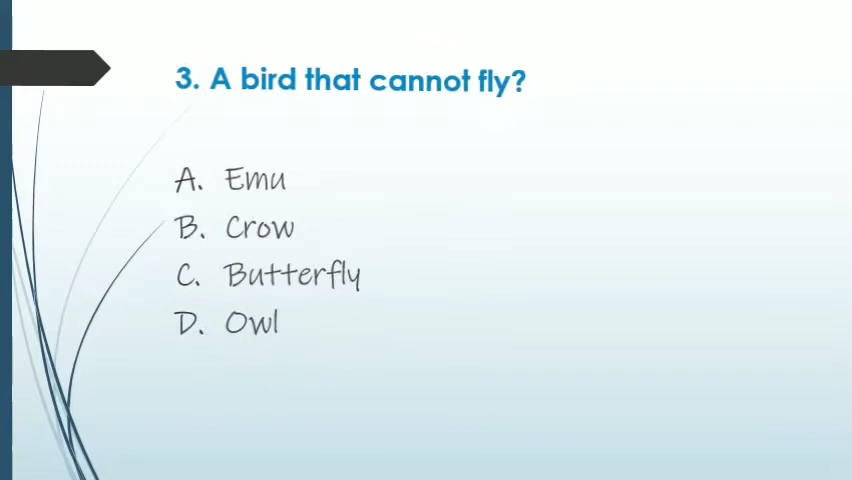 3. A bird that cannot fly?
A. Emu
B. Crow
C. Butterfly
D. Owl